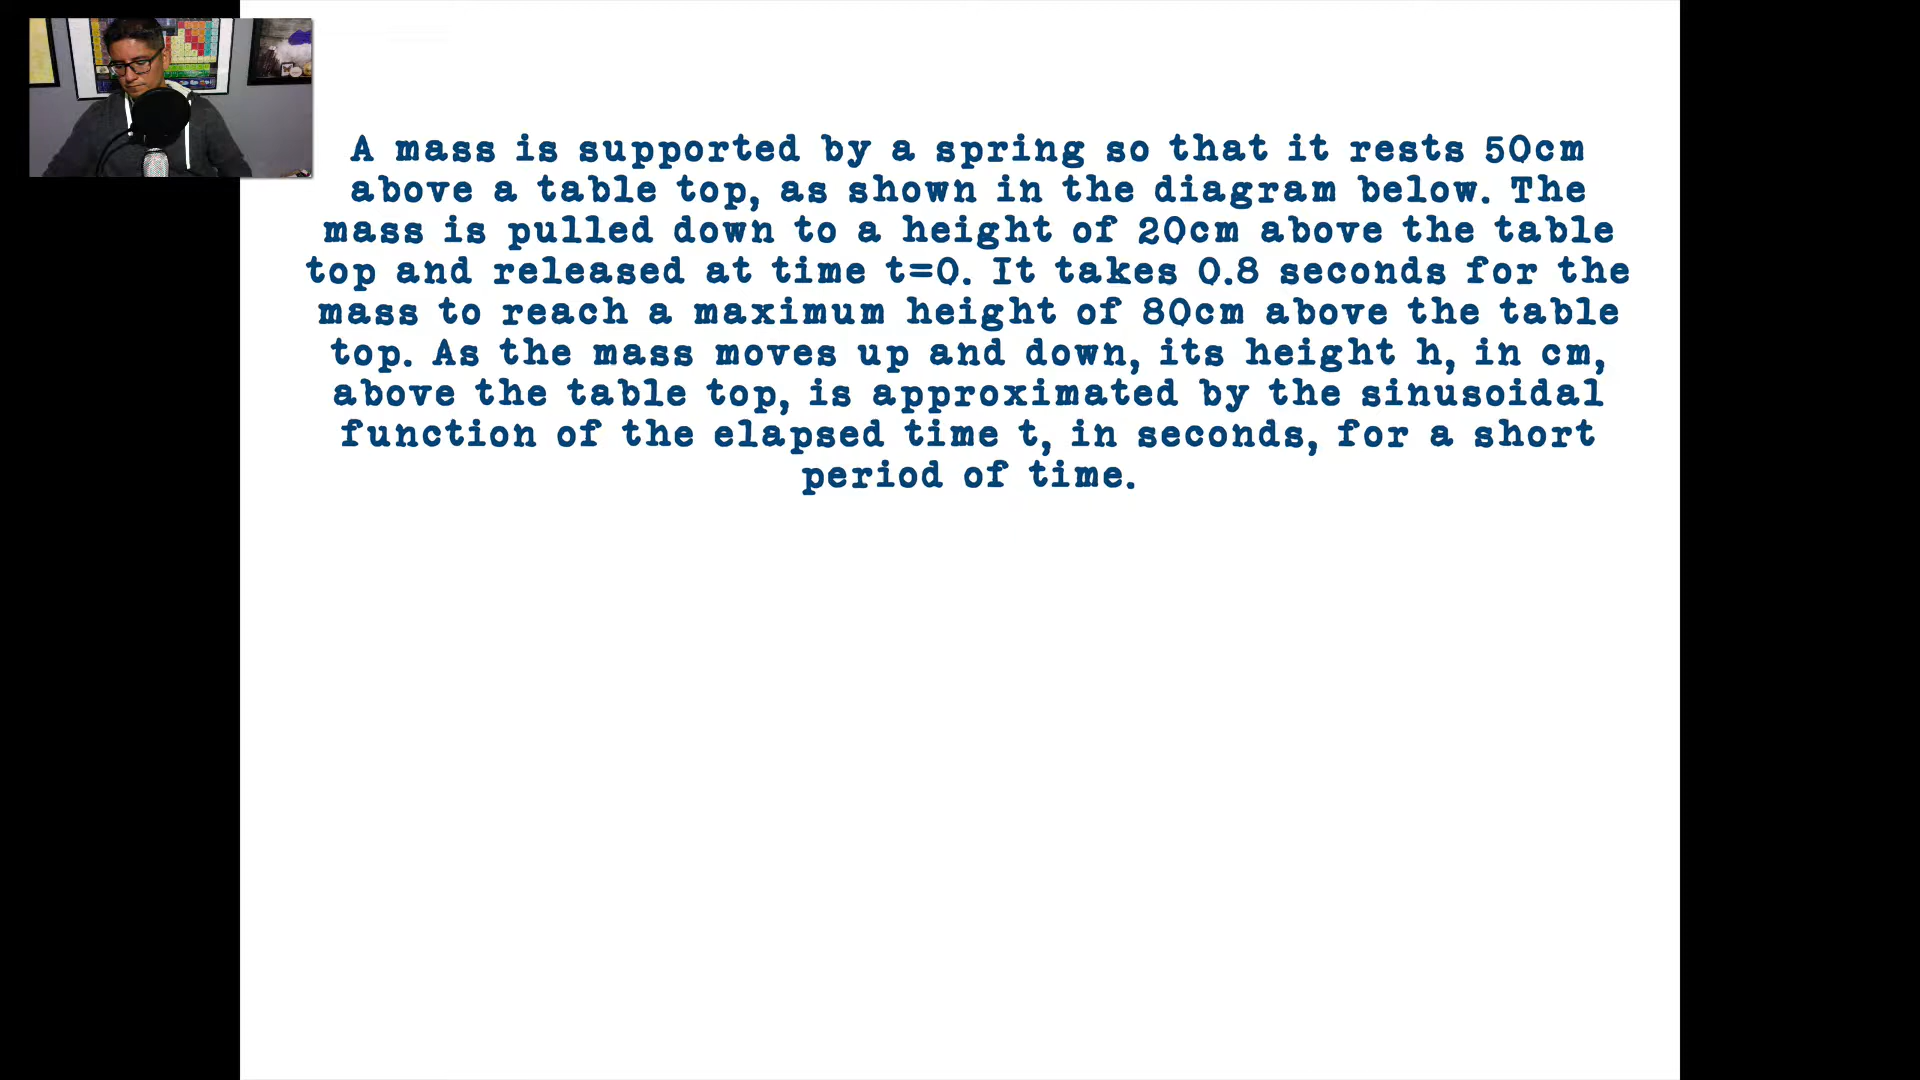 A mass is supported by a spring so that it rests 50cm
above a table top, as shown in the diagram below. The
mass is pulled down to a height of 20cm above the table
top and released at time t=0. It takes 0.8 seconds for the
mass to reach a maximum height of 80cm above the table
top. As the mass moves up and down, its height h, in cm,
above the table top, is approximated by the sinusoidal
function of the elapsed time t, in seconds, for a short
period of time.